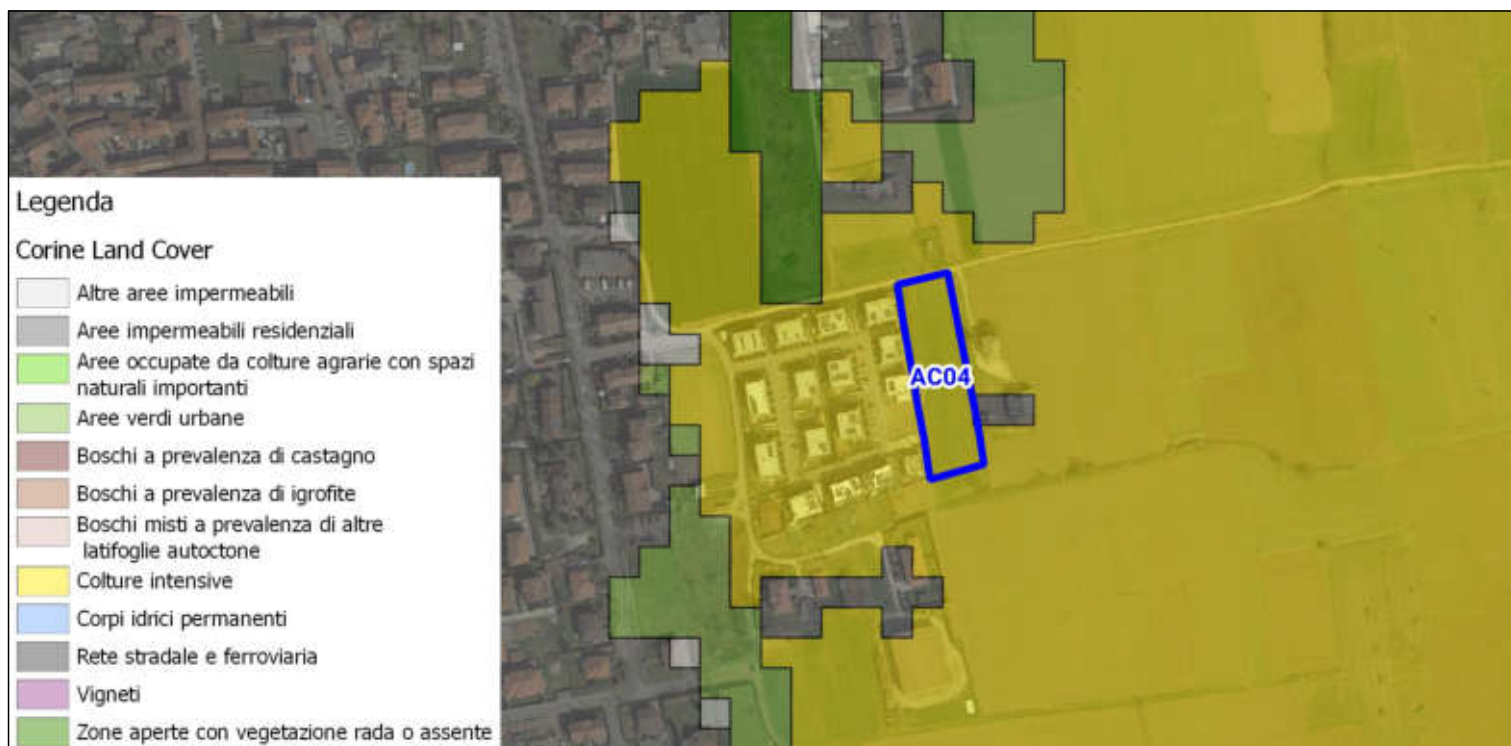 Legenda
Corine Land Cover
Altre aree impermeabili
Aree impermeabili residenziali
Aree occupate da colture agrarie con spazi
naturali importanti
Aree verdi urbane
Boschi a prevalenza di castagno
Boschi a prevalenza di igrofite
Boschi misti a prevalenza di altre
latifoglie autoctone
Colture intensive
Corpi idrici permanenti
Rete stradale e ferroviaria
Vigneti
Zone aperte con vegetazione rada o assente
AC04